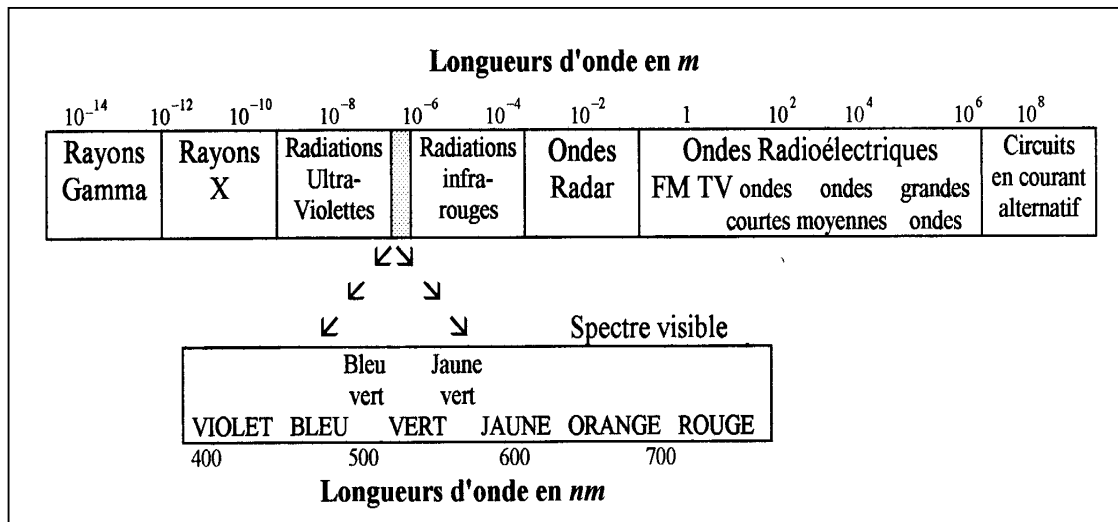 Longueurs d'onde en m
10⁻¹⁴ 10⁻¹² 10⁻¹⁰ 10⁻⁸ 10⁻⁶ 10⁻⁴ 10⁻² 1 10² 10⁴ 10⁶ 10⁸
Rayons Gamma
Rayons X
Radiations
Ultra-
Violettes
Radiations
infra-
rouges
Ondes
Radar
Ondes Radioélectriques
FM TV ondes ondes grandes
courtes moyennes ondes
Circuits
en courant
alternatif
Spectre visible
Bleu Jaune
vert vert
VIOLET BLEU VERT JAUNE ORANGE ROUGE
400 500 600 700
Longueurs d'onde en nm